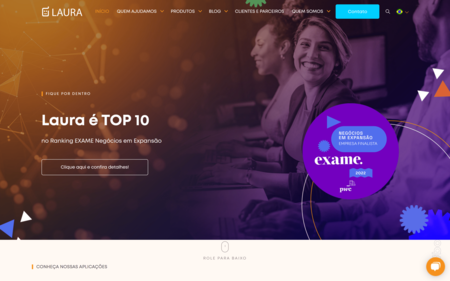 LAURA
INÍCIO QUEM AJUDAMOS PRODUTOS BLOG CLIENTES E PARCEIROS QUEM SOMOS Contato
FIQUE POR DENTRO
Laura é TOP 10
no Ranking EXAME Negócios em Expansão
Clique aqui e confira detalhes!
NEGÓCIOS
EM EXPANSÃO
EMPRESA FINALISTA
exame.
pwc
ROLE PARA BAIXO
CONHEÇA NOSSAS APLICAÇÕES